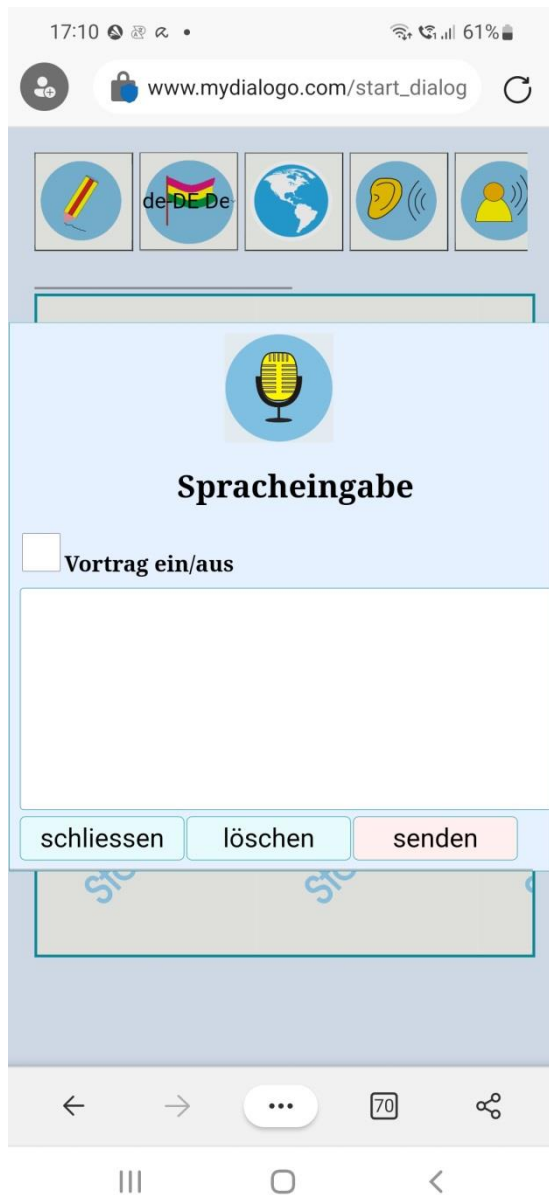 17:10
61%
www.mydialogo.com/start_dialog
de-DE De-
Spracheingabe
Vortrag ein/aus
schliessen löschen senden
70